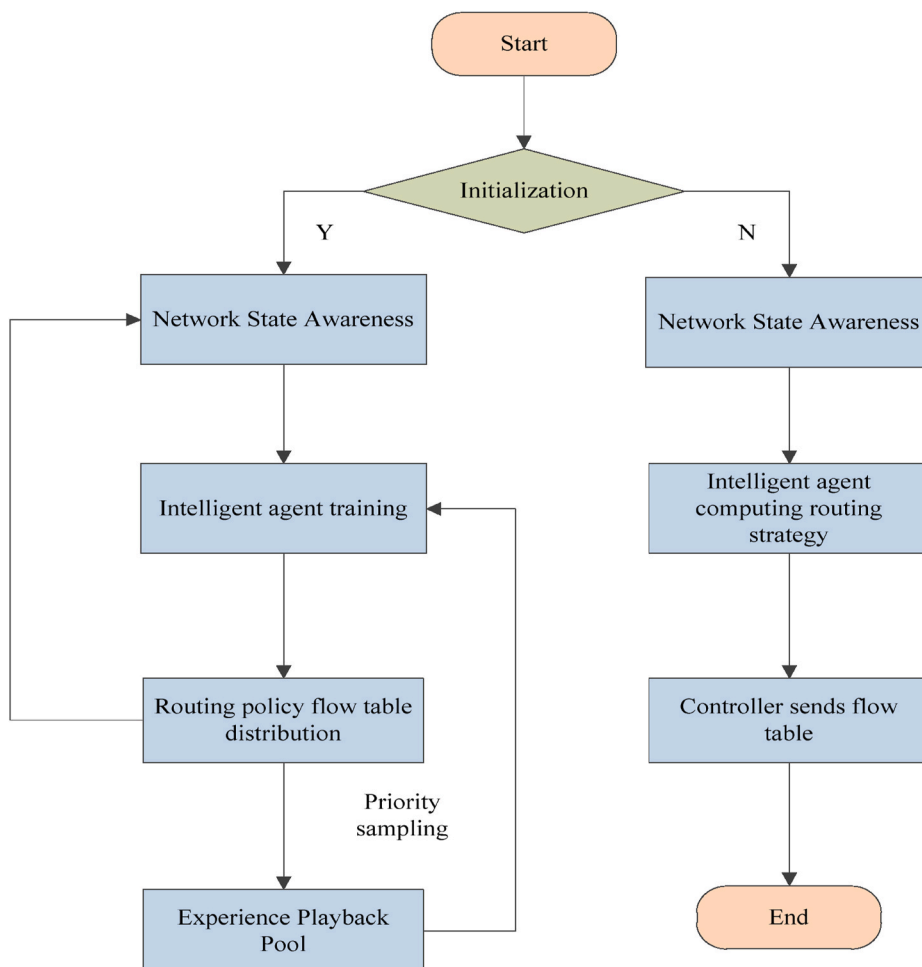 Start
Initialization
Y
N
Network State Awareness
Network State Awareness
Intelligent agent training
Intelligent agent
computing routing
strategy
Routing policy flow table
distribution
Controller sends flow
table
Priority
sampling
Experience Playback
Pool
End